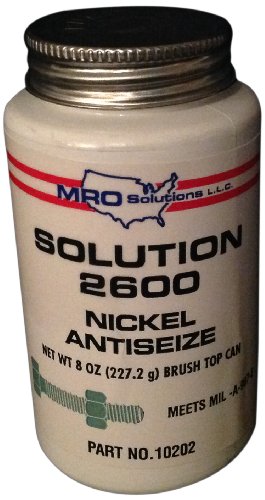 MRO Solutions L.L.C.
SOLUTION
2600
NICKEL
ANTISEIZE
NET WT 8 OZ (227.2 g) BRUSH TOP CAN
MEETS MIL
PART NO.10202